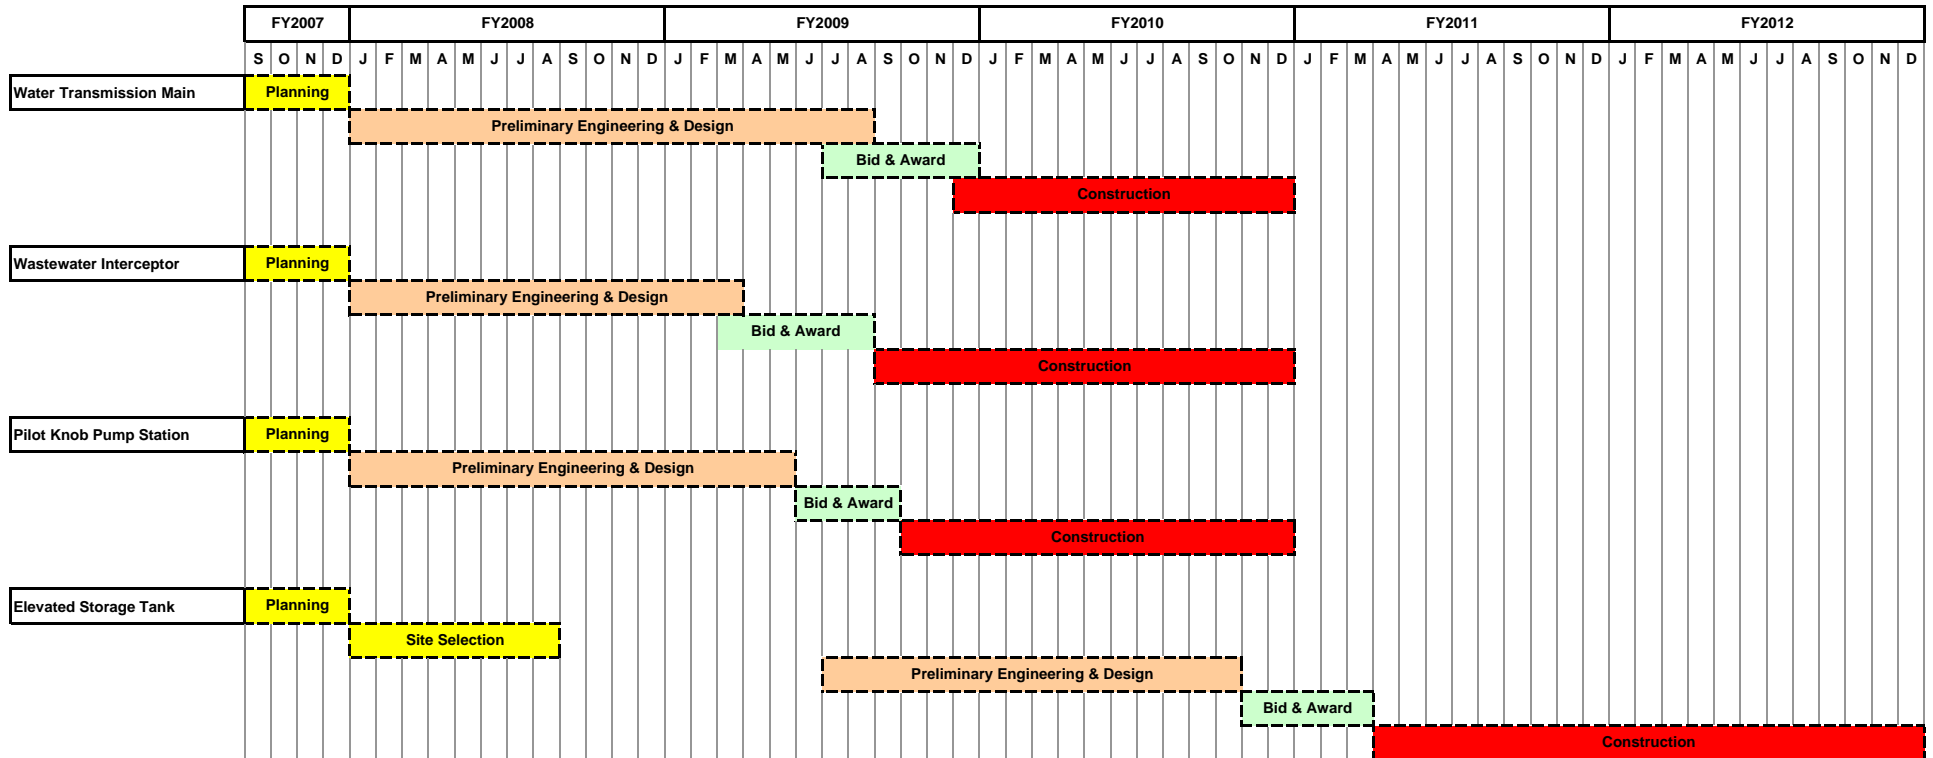 FY2007 FY2008 FY2009 FY2010 FY2011 FY2012
S O N D J F M A M J J A S O N D J F M A M J J A S O N D J F M A M J J A S O N D J F M A M J J A S O N D J F M A M J J A S O N D
Water Transmission Main Planning
Preliminary Engineering & Design
Bid & Award
Construction
Wastewater Interceptor Planning
Preliminary Engineering & Design
Bid & Award
Construction
Pilot Knob Pump Station Planning
Preliminary Engineering & Design
Bid & Award
Construction
Elevated Storage Tank Planning
Site Selection
Preliminary Engineering & Design
Bid & Award
Construction